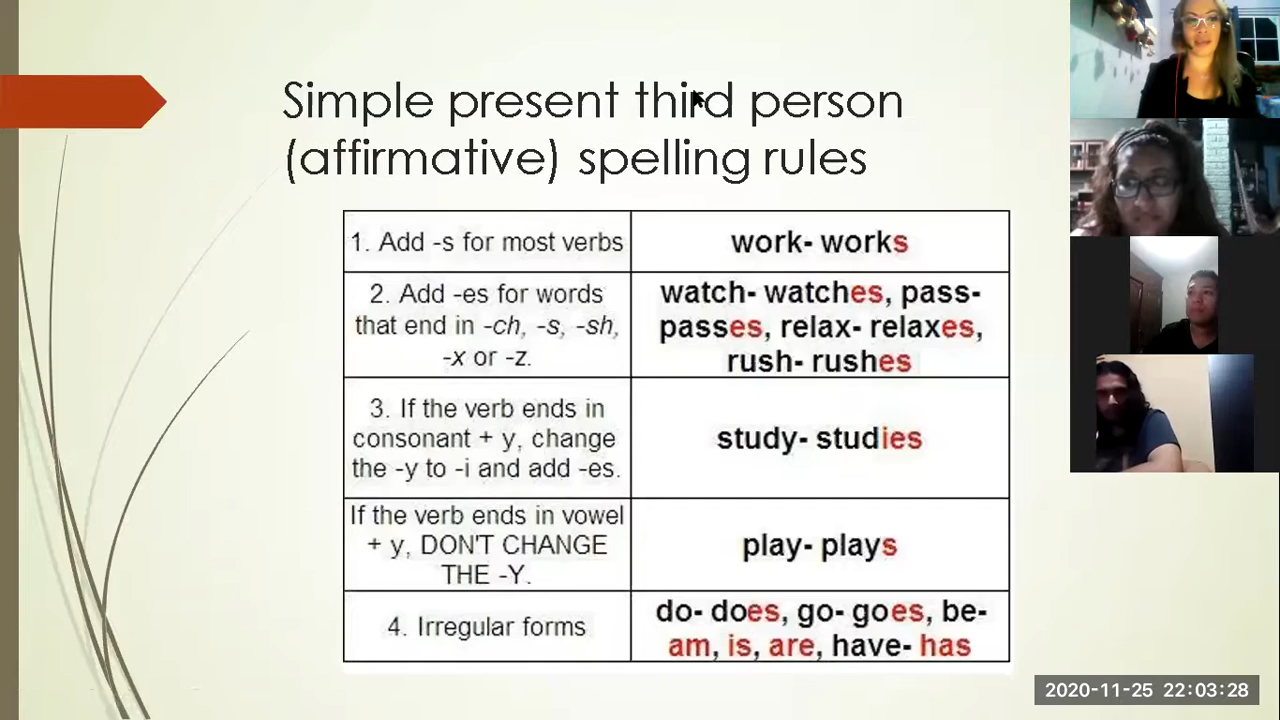 Simple present third person
(affirmative) spelling rules
1. Add -s for most verbs
work- works
2. Add -es for words
that end in -ch, -s, -sh,
-x or -z.
watch- watches, pass-
passes, relax- relaxes,
rush- rushes
3. If the verb ends in
consonant + y, change
the -y to -i and add -es.
study- studies
If the verb ends in vowel
+ y, DON'T CHANGE
THE -Y.
play- plays
4. Irregular forms
do- does, go- goes, be-
am, is, are, have- has
2020-11-25 22:03:28